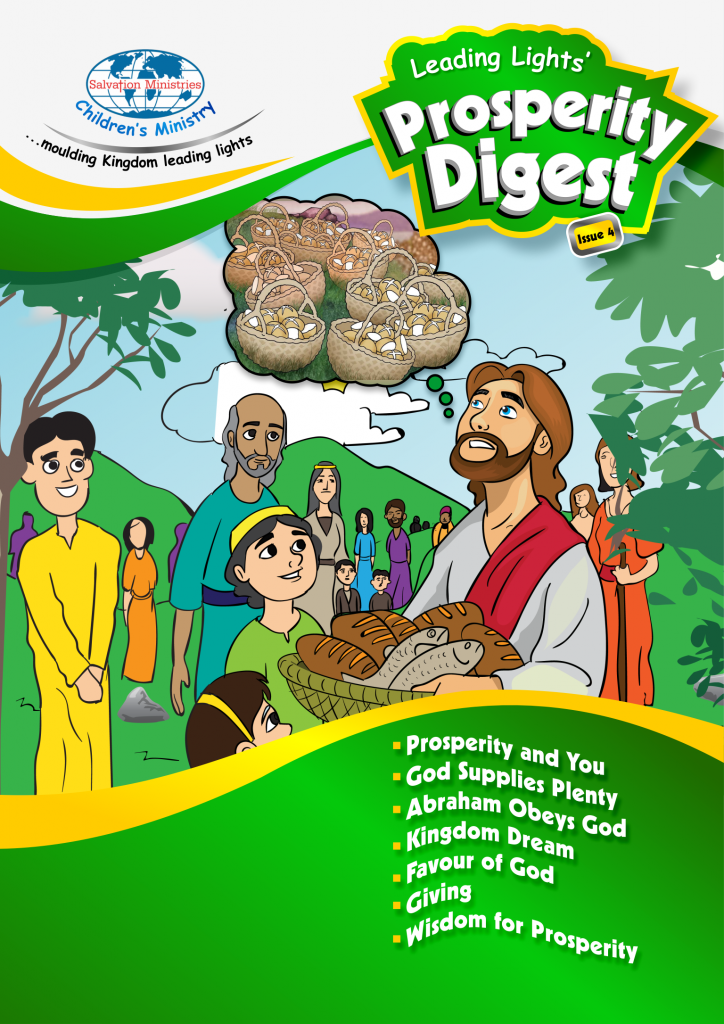 Salvation Ministries
Children's Ministry
...moulding Kingdom leading lights
Leading Lights'
Prosperity
Digest
Issue 4
▪ Prosperity and You
▪ God Supplies Plenty
▪ Abraham Obeys God
▪ Kingdom Dream
▪ Favour of God
▪ Giving
▪ Wisdom for Prosperity